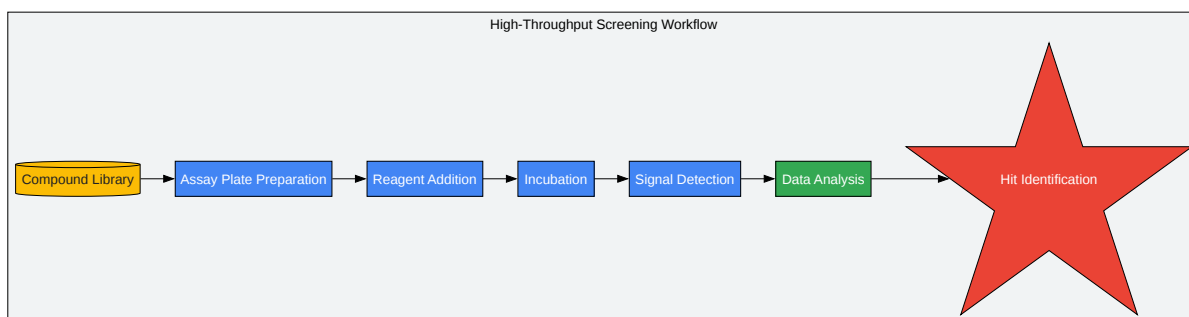 High-Throughput Screening Workflow
Compound Library
Assay Plate Preparation
Reagent Addition
Incubation
Signal Detection
Data Analysis
Hit Identification